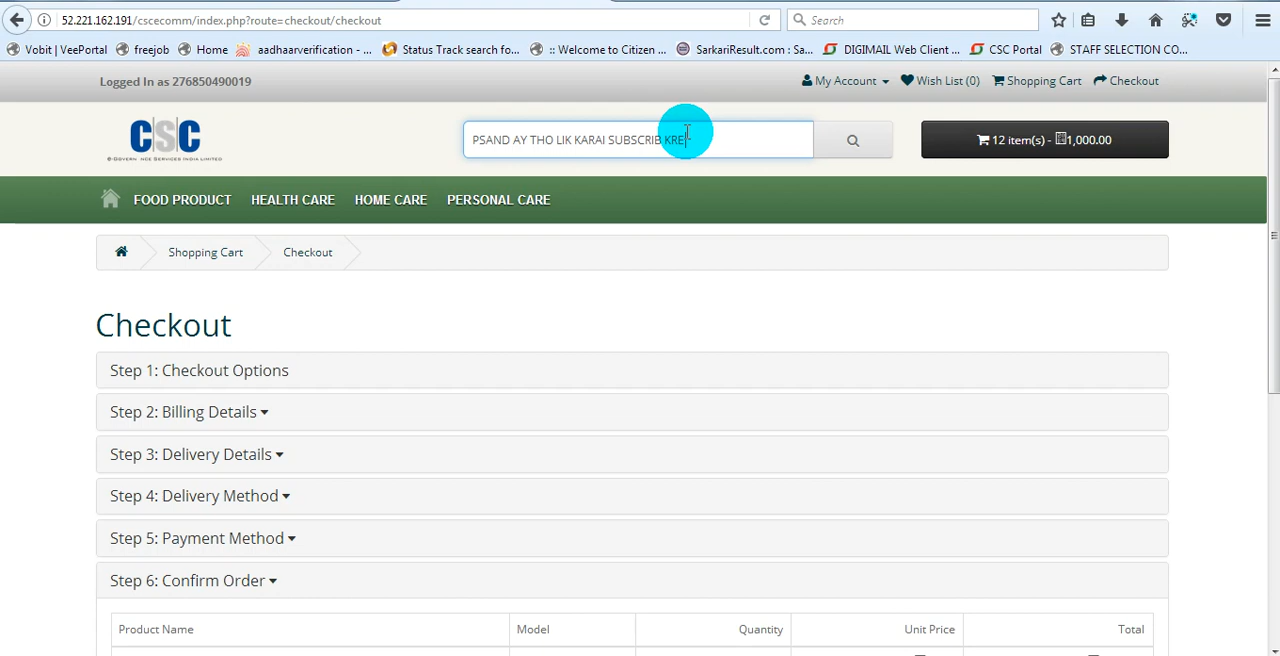 52.221.162.191/cscecomm/index.php?route=checkout/checkout
Search
Vobit | VeePortal freejob Home aadhaarverification - ... Status Track search fo... :: Welcome to Citizen ... SarkariResult.com : Sa... DIGIMAIL Web Client ... CSC Portal STAFF SELECTION CO...
Logged In as 276850490019 My Account Wish List (0) Shopping Cart Checkout
CSC
PSAND AY THO LIK KARAI SUBSCRIB KRE
12 item(s) - 1,000.00
FOOD PRODUCT HEALTH CARE HOME CARE PERSONAL CARE
Shopping Cart Checkout
Checkout
Step 1: Checkout Options
Step 2: Billing Details
Step 3: Delivery Details
Step 4: Delivery Method
Step 5: Payment Method
Step 6: Confirm Order
Product Name Model Quantity Unit Price Total